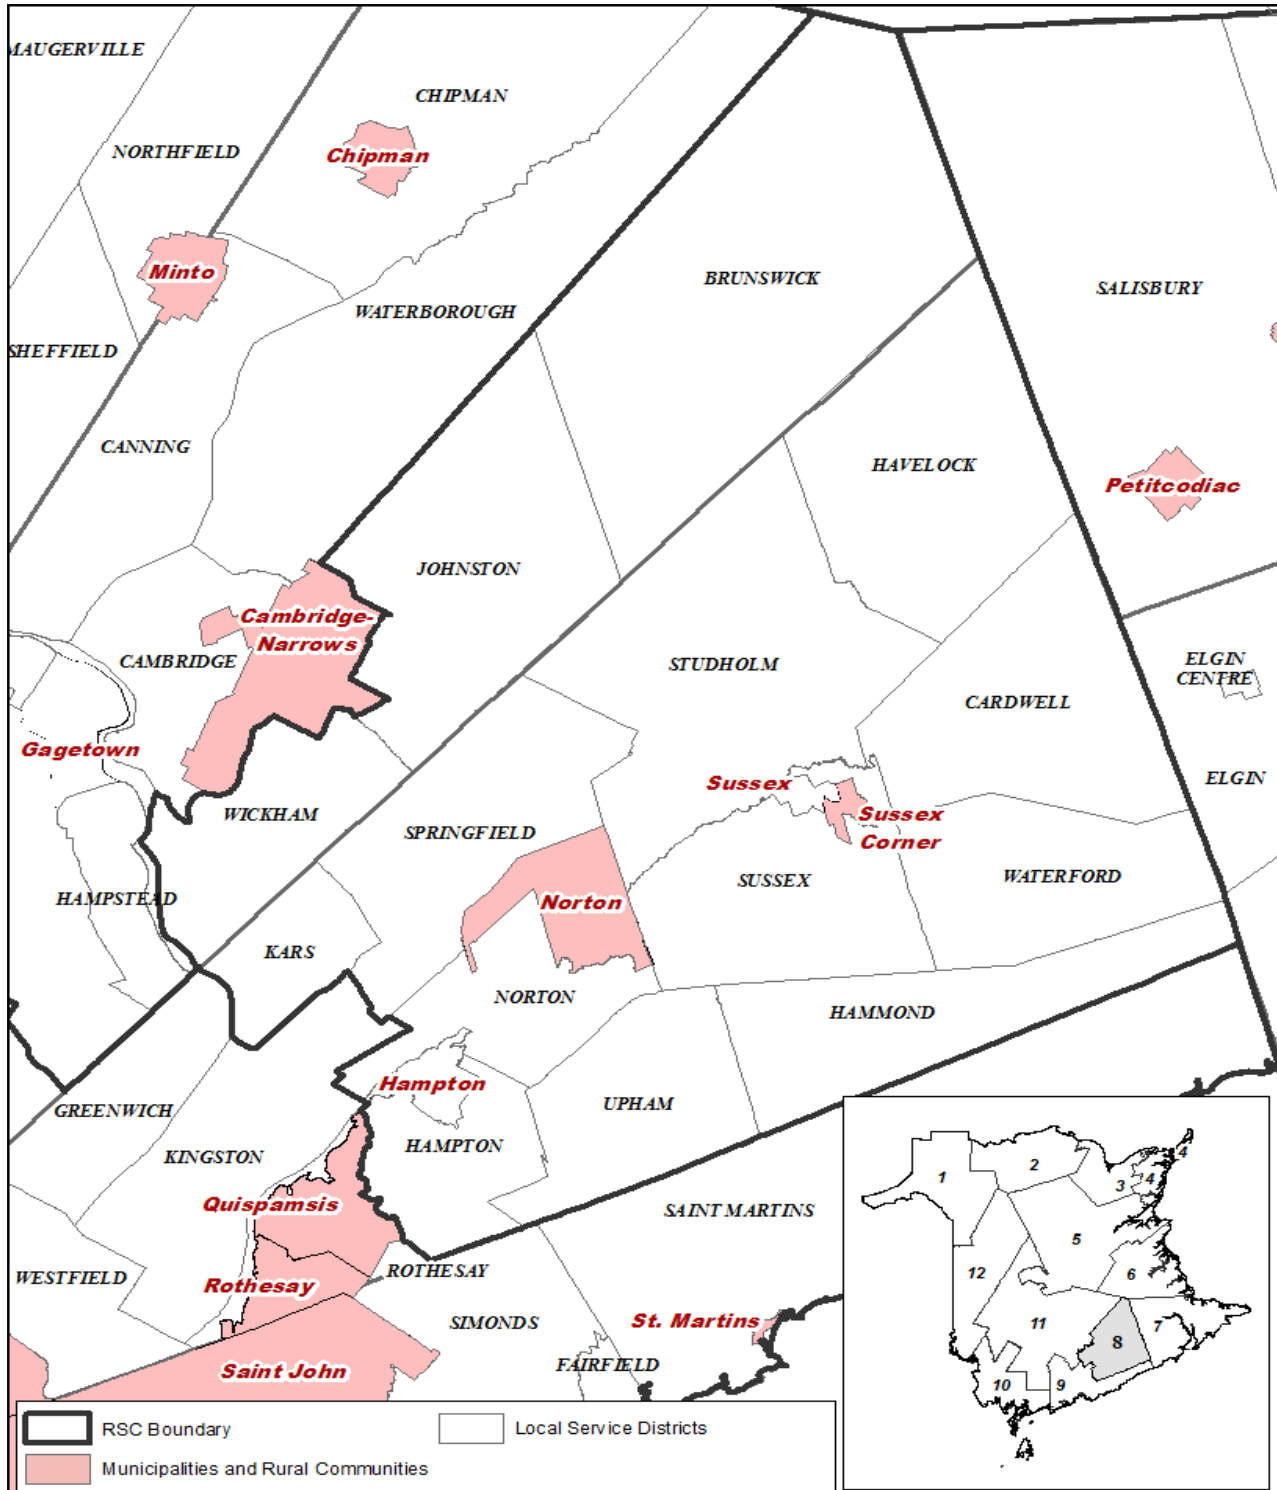 MAUGERVILLE
CHIPMAN
Chipman
NORTHFIELD
Minto
BRUNSWICK
SALISBURY
WATERBOROUGH
SHEFFIELD
CANNING
HAVELOCK
Petitcodiac
JOHNSTON
Cambridge-
Narrows
CAMBRIDGE
STUDHOLM
ELGIN
CENTRE
CARDWELL
Gagetown
Sussex
ELGIN
WICKHAM
Sussex
Corner
SPRINGFIELD
SUSSEX
WATERFORD
HAMPSTEAD
Norton
KARS
NORTON
HAMMOND
Hampton
GREENWICH
UPHAM
HAMPTON
KINGSTON
Quispamsis
SAINT MARTINS
WESTFIELD
Rothesay
ROTHESAY
SIMONDS
St. Martins
Saint John
FAIRFIELD
1
2
3
4
4
5
6
12
11
8
7
10
9
RSC Boundary
Local Service Districts
Municipalities and Rural Communities